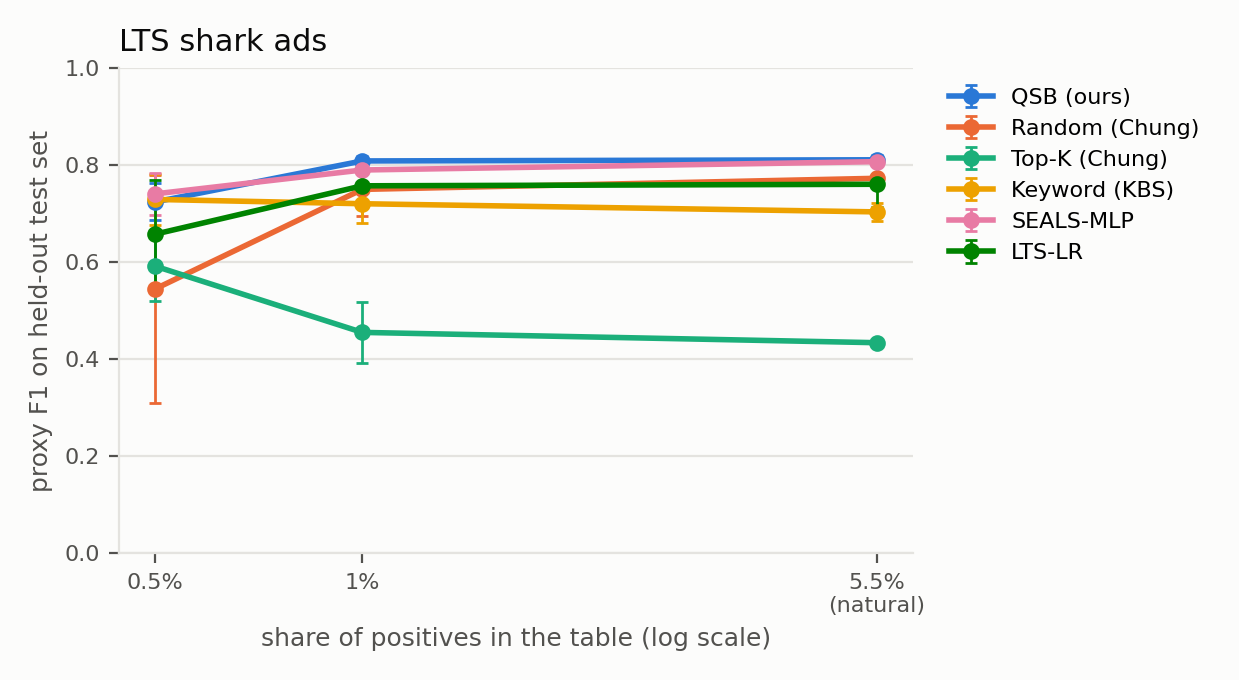 LTS shark ads
1.0
0.8
0.6
0.4
0.2
0.0
proxy F1 on held-out test set
0.5%
1%
5.5%
(natural)
share of positives in the table (log scale)
QSB (ours)
Random (Chung)
Top-K (Chung)
Keyword (KBS)
SEALS-MLP
LTS-LR